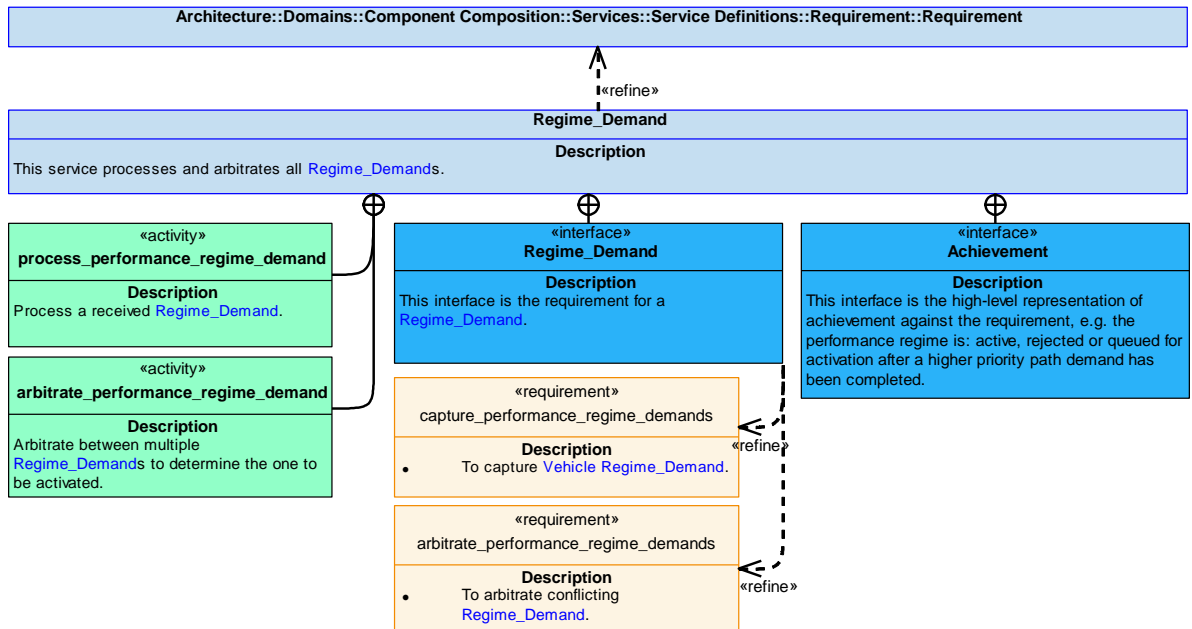 Architecture::Domains::Component Composition::Services::Service Definitions::Requirement::Requirement
«refine»
Regime_Demand
Description
This service processes and arbitrates all Regime_Demands.
«activity»
process_performance_regime_demand
Description
Process a received Regime_Demand.
«activity»
arbitrate_performance_regime_demand
Description
Arbitrate between multiple
Regime_Demands to determine the one to
be activated.
«interface»
Regime_Demand
Description
This interface is the requirement for a
Regime_Demand.
«interface»
Achievement
Description
This interface is the high-level representation of
achievement against the requirement, e.g. the
performance regime is: active, rejected or queued for
activation after a higher priority path demand has
been completed.
«requirement»
capture_performance_regime_demands
Description
• To capture Vehicle Regime_Demand.
«refine»
«requirement»
arbitrate_performance_regime_demands
Description
• To arbitrate conflicting
Regime_Demand.
«refine»